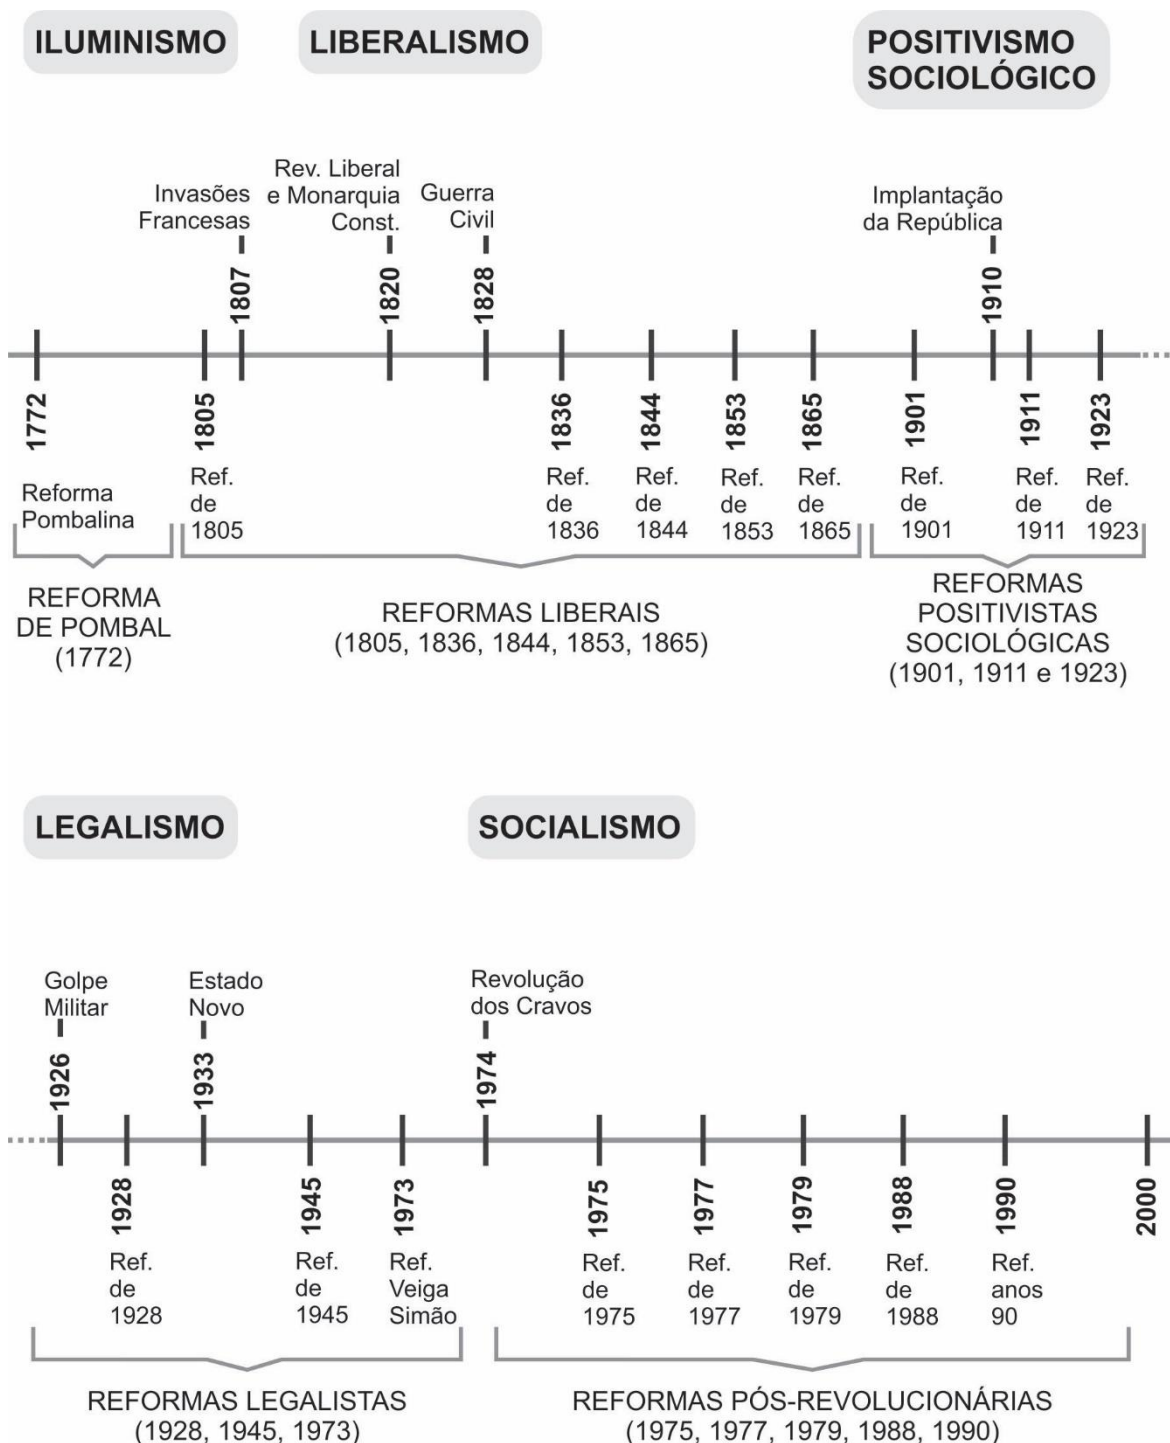 ILUMINISMO
LIBERALISMO
POSITIVISMO
SOCIOLÓGICO
Invasões
Francesas
Rev. Liberal
e Monarquia
Const.
Guerra
Civil
Implantação
da República
1807
1820
1828
1910
1772
1805
1836
1844
1853
1865
1901
1911
1923
Reforma
Pombalina
Ref.
de
1805
Ref.
de
1836
Ref.
de
1844
Ref.
de
1853
Ref.
de
1865
Ref.
de
1901
Ref.
de
1911
Ref.
de
1923
REFORMA
DE POMBAL
(1772)
REFORMAS LIBERAIS
(1805, 1836, 1844, 1853, 1865)
REFORMAS
POSITIVISTAS
SOCIOLÓGICAS
(1901, 1911 e 1923)
LEGALISMO
SOCIALISMO
Golpe
Militar
Estado
Novo
Revolução
dos Cravos
1926
1933
1974
1928
1945
1973
1975
1977
1979
1988
1990
2000
Ref.
de
1928
Ref.
de
1945
Ref.
Veiga
Simão
Ref.
de
1975
Ref.
de
1977
Ref.
de
1979
Ref.
de
1988
Ref.
anos
90
REFORMAS LEGALISTAS
(1928, 1945, 1973)
REFORMAS PÓS-REVOLUCIONÁRIAS
(1975, 1977, 1979, 1988, 1990)